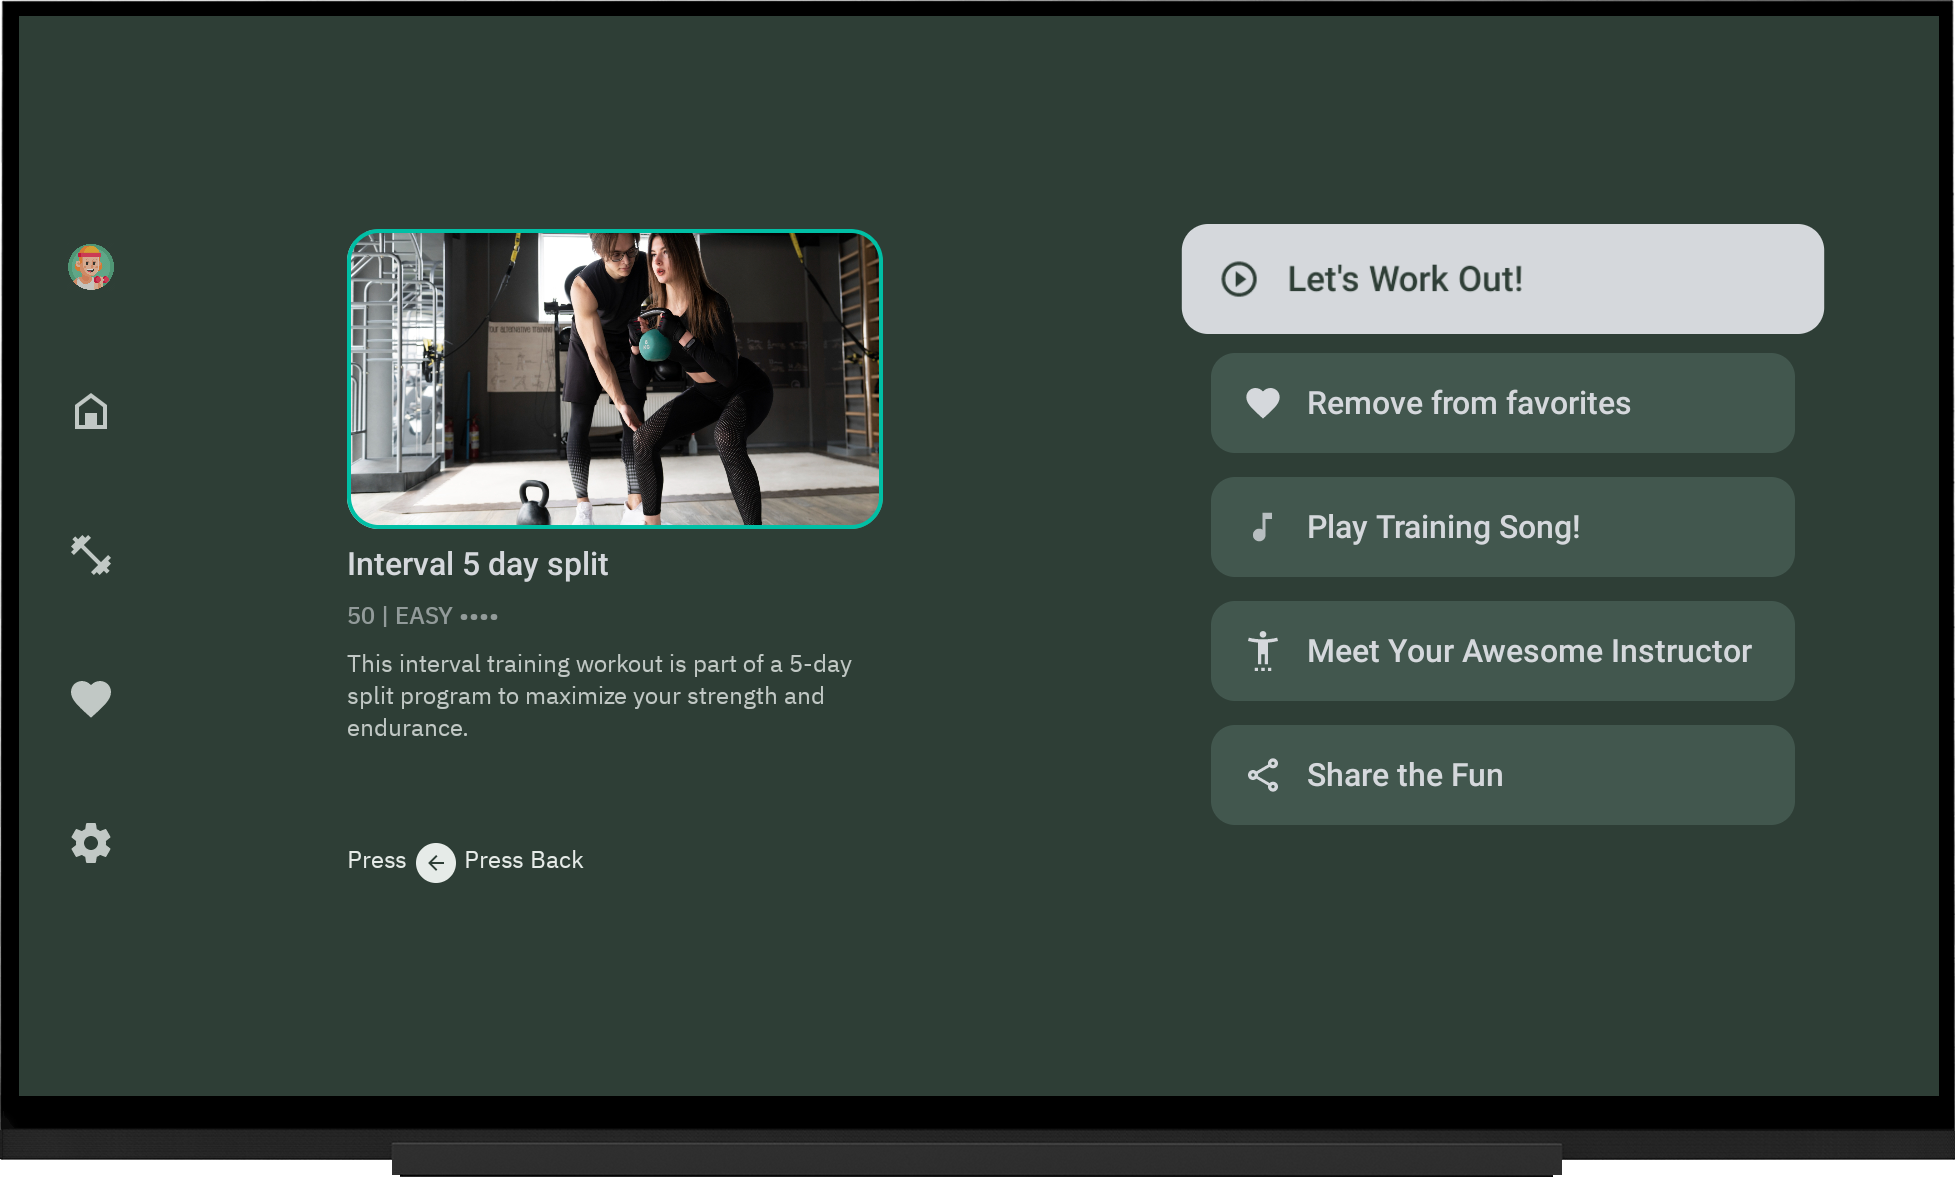 Interval 5 day split
50 | EASY ••••
This interval training workout is part of a 5-day
split program to maximize your strength and
endurance.
Press ← Press Back
Let's Work Out!
Remove from favorites
Play Training Song!
Meet Your Awesome Instructor
Share the Fun